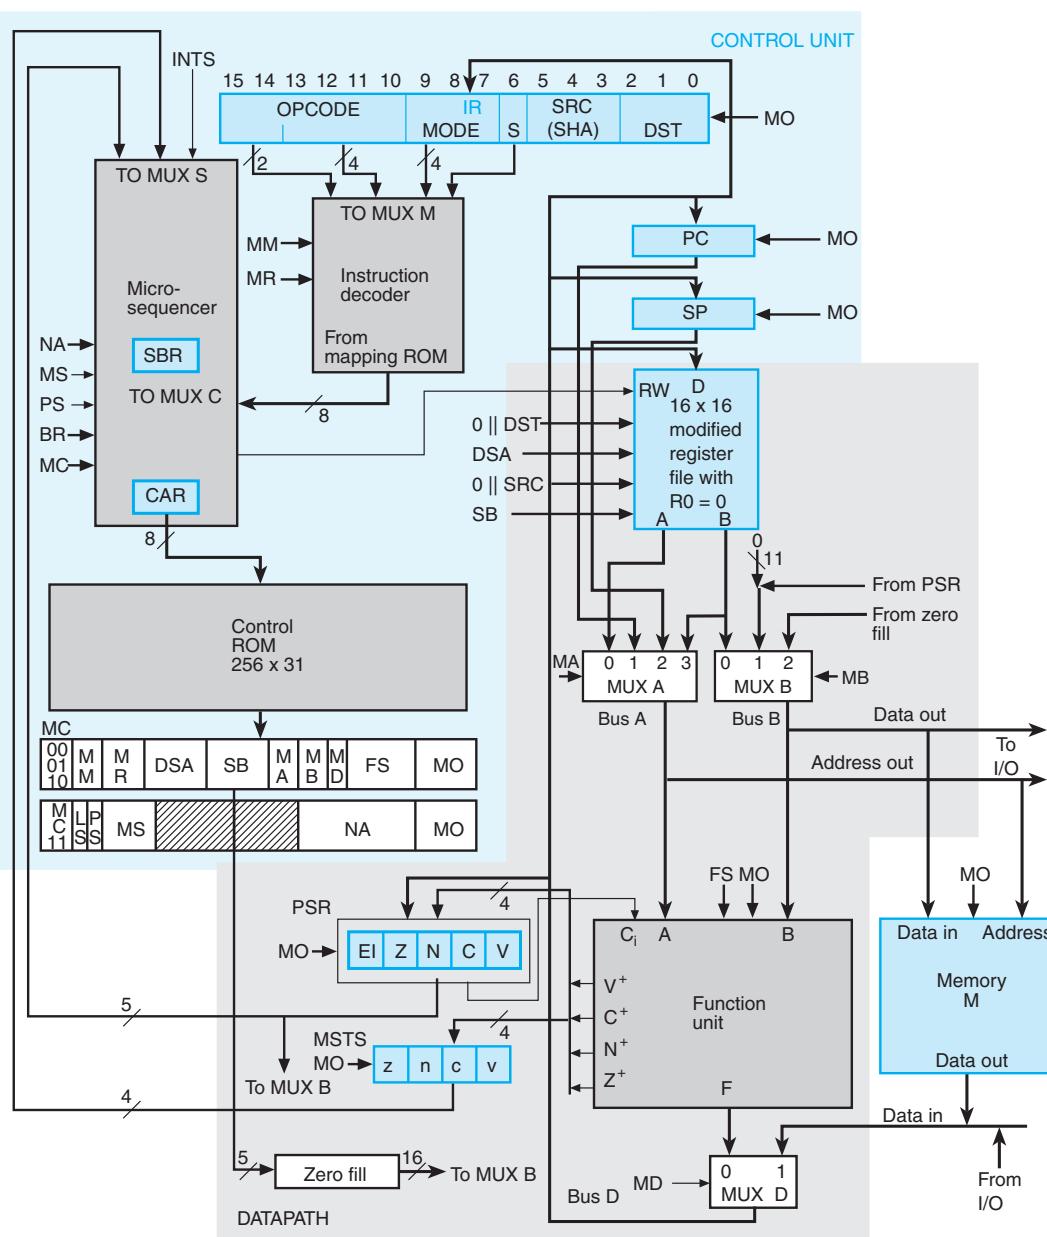 CONTROL UNIT
INTS
15 14 13 12 11 10 9 8 7 6 5 4 3 2 1 0
OPCODE
IR
MODE
S
SRC
(SHA)
DST
MO
2
4
4
TO MUX S
TO MUX M
MM
MR
Instruction
decoder
From
mapping ROM
Micro-
sequencer
SBR
TO MUX C
CAR
NA
MS
PS
BR
MC
8
8
PC
MO
SP
MO
RW
D
16 x 16
modified
register
file with
R0 = 0
A
B
0 || DST
DSA
0 || SRC
SB
0
11
From PSR
From zero
fill
Control
ROM
256 x 31
MA
0 1 2 3
MUX A
0 1 2
MUX B
MB
Bus A
Bus B
Data out
To
I/O
Address out
MC
00
01
10
M
M
M
R
DSA
SB
M
A
M
B
M
D
FS
MO
M
C
11
L
S
P
S
MS
NA
MO
PSR
MO
EI Z N C V
4
FS MO
MO
Ci
A
B
Data in
Address
Memory
M
Data out
V+
C+
N+
Z+
Function
unit
F
5
To MUX B
MSTS
MO
z n c v
4
4
Data in
5
Zero fill
16
To MUX B
MD
0 1
MUX D
Bus D
From
I/O
DATAPATH